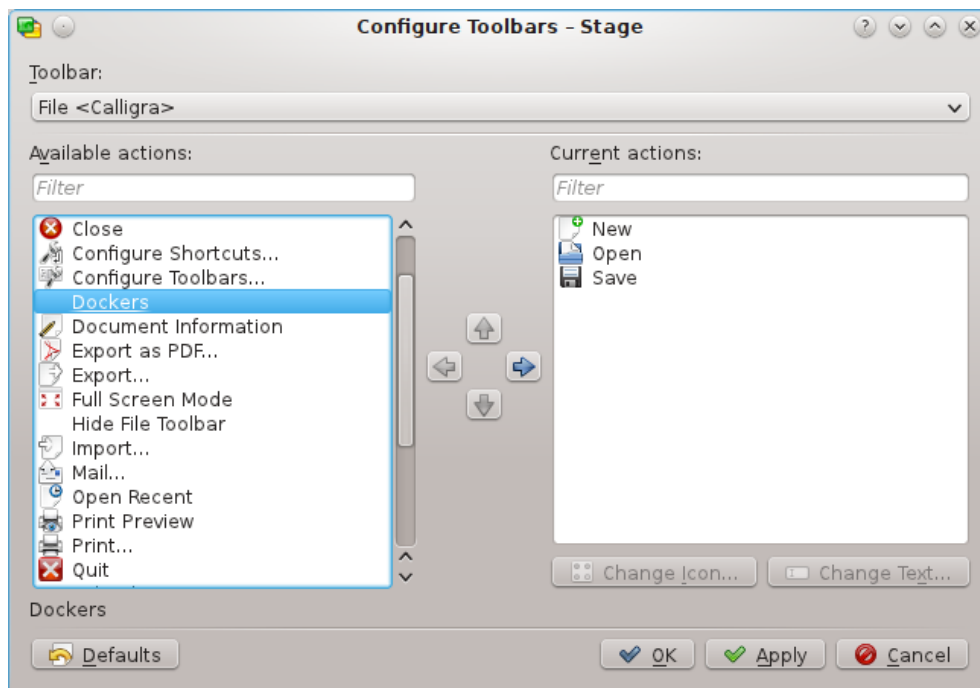 Configure Toolbars – Stage
Toolbar:
File <Calligra>
Available actions:
Current actions:
Filter
Filter
Close
Configure Shortcuts...
Configure Toolbars...
Dockers
Document Information
Export as PDF...
Export...
Full Screen Mode
Hide File Toolbar
Import...
Mail...
Open Recent
Print Preview
Print...
Quit
New
Open
Save
Change Icon...
Change Text...
Dockers
Defaults
OK
Apply
Cancel